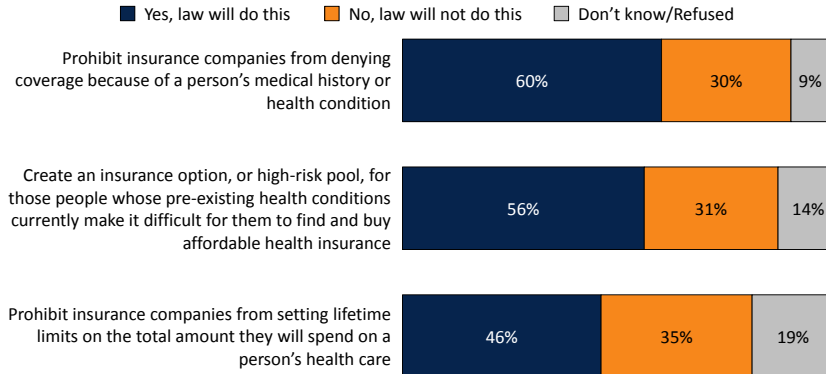 Yes, law will do this No, law will not do this Don’t know/Refused
Prohibit insurance companies from denying
coverage because of a person’s medical history or
health condition
60% 30% 9%
Create an insurance option, or high-risk pool, for
those people whose pre-existing health conditions
currently make it difficult for them to find and buy
affordable health insurance
56% 31% 14%
Prohibit insurance companies from setting lifetime
limits on the total amount they will spend on a
person’s health care
46% 35% 19%